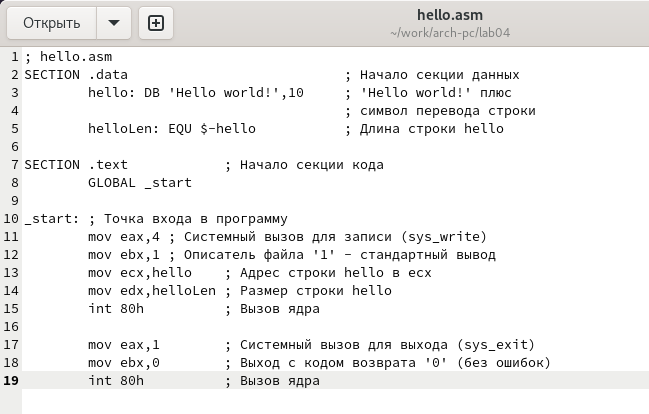 Открыть
hello.asm
~/work/arch-pc/lab04
1 ; hello.asm
2 SECTION .data                           ; Начало секции данных
3         hello: DB 'Hello world!',10     ; 'Hello world!' плюс
4                                         ; символ перевода строки
5         helloLen: EQU $-hello           ; Длина строки hello
6
7 SECTION .text            ; Начало секции кода
8         GLOBAL _start
9
10 _start: ; Точка входа в программу
11         mov eax,4 ; Системный вызов для записи (sys_write)
12         mov ebx,1 ; Описатель файла '1' - стандартный вывод
13         mov ecx,hello    ; Адрес строки hello в ecx
14         mov edx,helloLen ; Размер строки hello
15         int 80h          ; Вызов ядра
16
17         mov eax,1        ; Системный вызов для выхода (sys_exit)
18         mov ebx,0        ; Выход с кодом возврата '0' (без ошибок)
19         int 80h          ; Вызов ядра